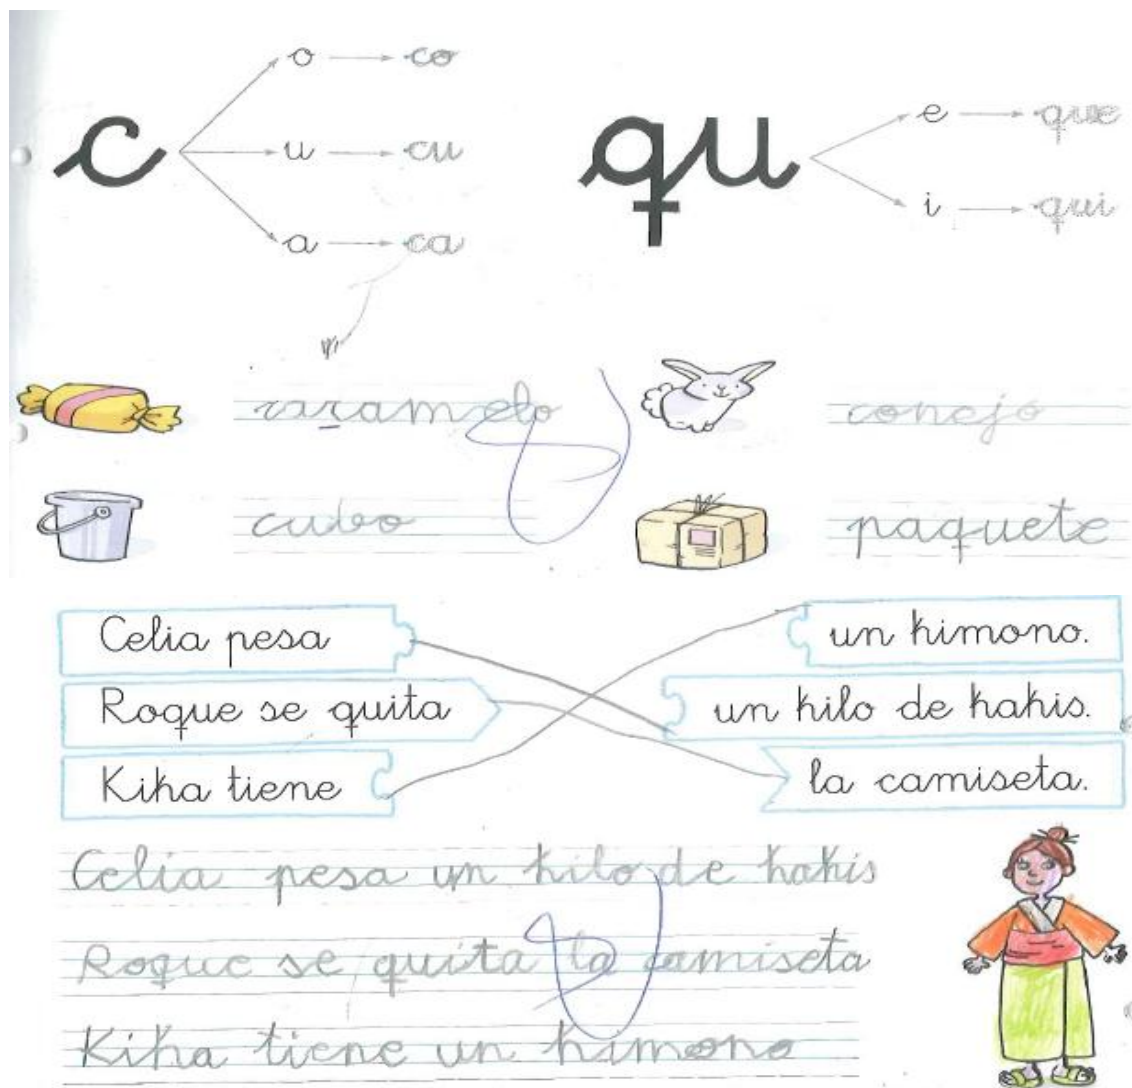 o co
c u cu
a ca
qu e que
i qui
caramelo conejo
cubo paquete
Celia pesa un kimono.
Roque se quita un kilo de kakis.
Kika tiene la camiseta.
Celia pesa un kilo de kakis
Roque se quita la camiseta
Kika tiene un kimono